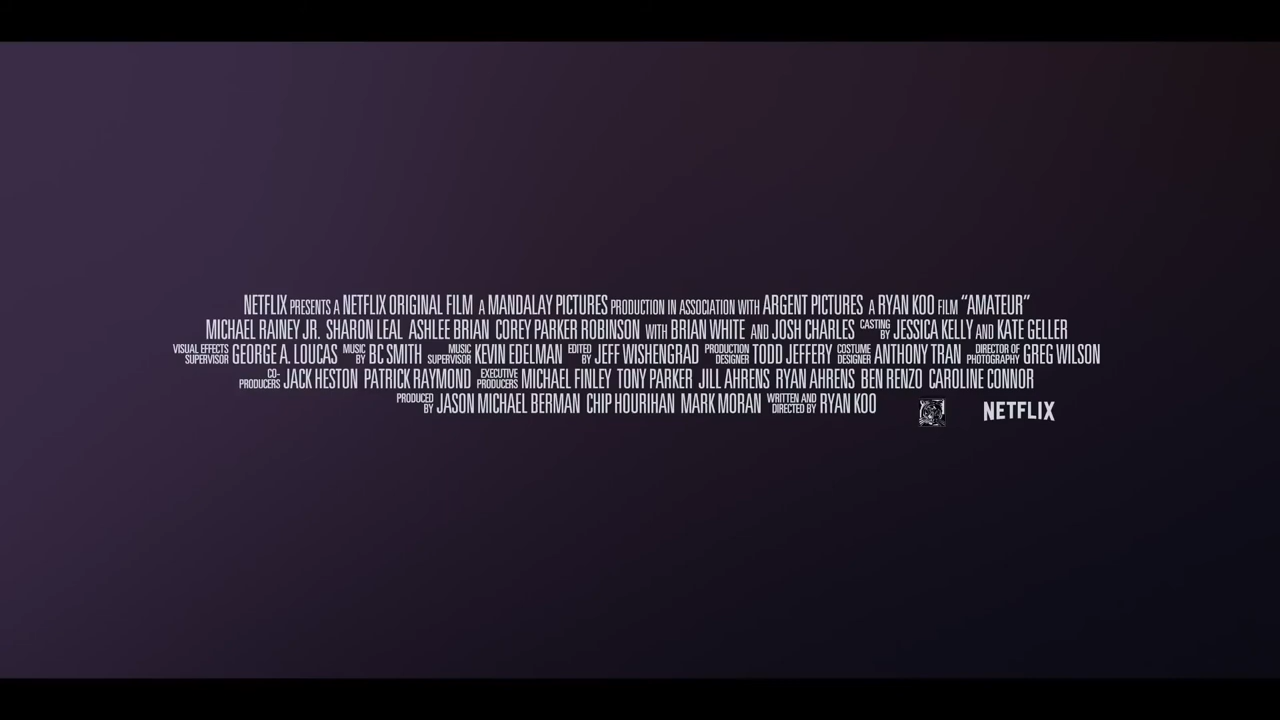 NETFLIX PRESENTS A NETFLIX ORIGINAL FILM A MANDALAY PICTURES PRODUCTION IN ASSOCIATION WITH ARGENT PICTURES A RYAN KOO FILM “AMATEUR”
MICHAEL RAINEY JR. SHARON LEAL ASHLEE BRIAN COREY PARKER ROBINSON WITH BRIAN WHITE AND JOSH CHARLES CASTING BY JESSICA KELLY AND KATE GELLER
VISUAL EFFECTS SUPERVISOR GEORGE A. LOUCAS MUSIC BY BC SMITH MUSIC SUPERVISOR KEVIN EDELMAN EDITED BY JEFF WISHENGRAD PRODUCTION DESIGNER TODD JEFFERY COSTUME DESIGNER ANTHONY TRAN DIRECTOR OF PHOTOGRAPHY GREG WILSON
CO-PRODUCERS JACK HESTON PATRICK RAYMOND EXECUTIVE PRODUCERS MICHAEL FINLEY TONY PARKER JILL AHRENS RYAN AHRENS BEN RENZO CAROLINE CONNOR
PRODUCED BY JASON MICHAEL BERMAN CHIP HOURIHAN MARK MORAN WRITTEN AND DIRECTED BY RYAN KOO
NETFLIX